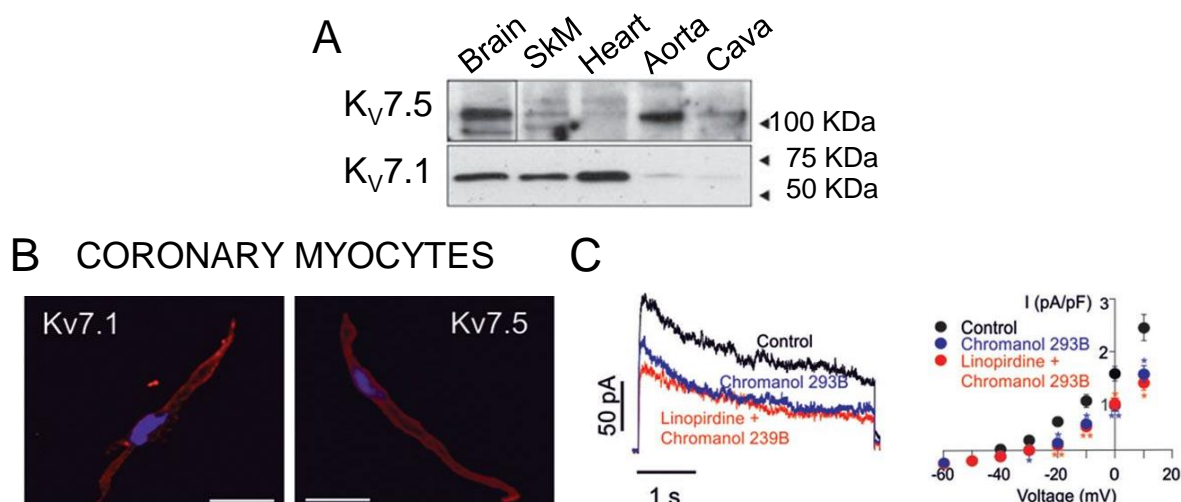 A
Brain SkM Heart Aorta Cava
KV7.5
100 KDa
KV7.1
75 KDa
50 KDa
B CORONARY MYOCYTES
Kv7.1
Kv7.5
C
50 pA
Control
Chromanol 293B
Linopirdine +
Chromanol 239B
1 s
I (pA/pF)
3
2
1
Control
Chromanol 293B
Linopirdine +
Chromanol 293B
* * * * * * * *
-60 -40 -20 0 20
Voltage (mV)